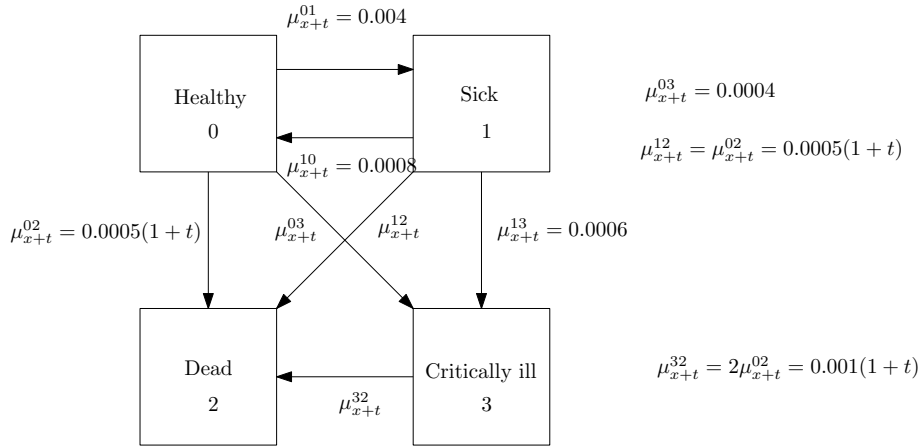 μ^{01}_{x+t} = 0.004
Healthy
0
Sick
1
μ^{03}_{x+t} = 0.0004
μ^{12}_{x+t} = μ^{02}_{x+t} = 0.0005(1 + t)
μ^{10}_{x+t} = 0.0008
μ^{02}_{x+t} = 0.0005(1 + t)
μ^{03}_{x+t}
μ^{12}_{x+t}
μ^{13}_{x+t} = 0.0006
Dead
2
Critically ill
3
μ^{32}_{x+t} = 2μ^{02}_{x+t} = 0.001(1 + t)
μ^{32}_{x+t}